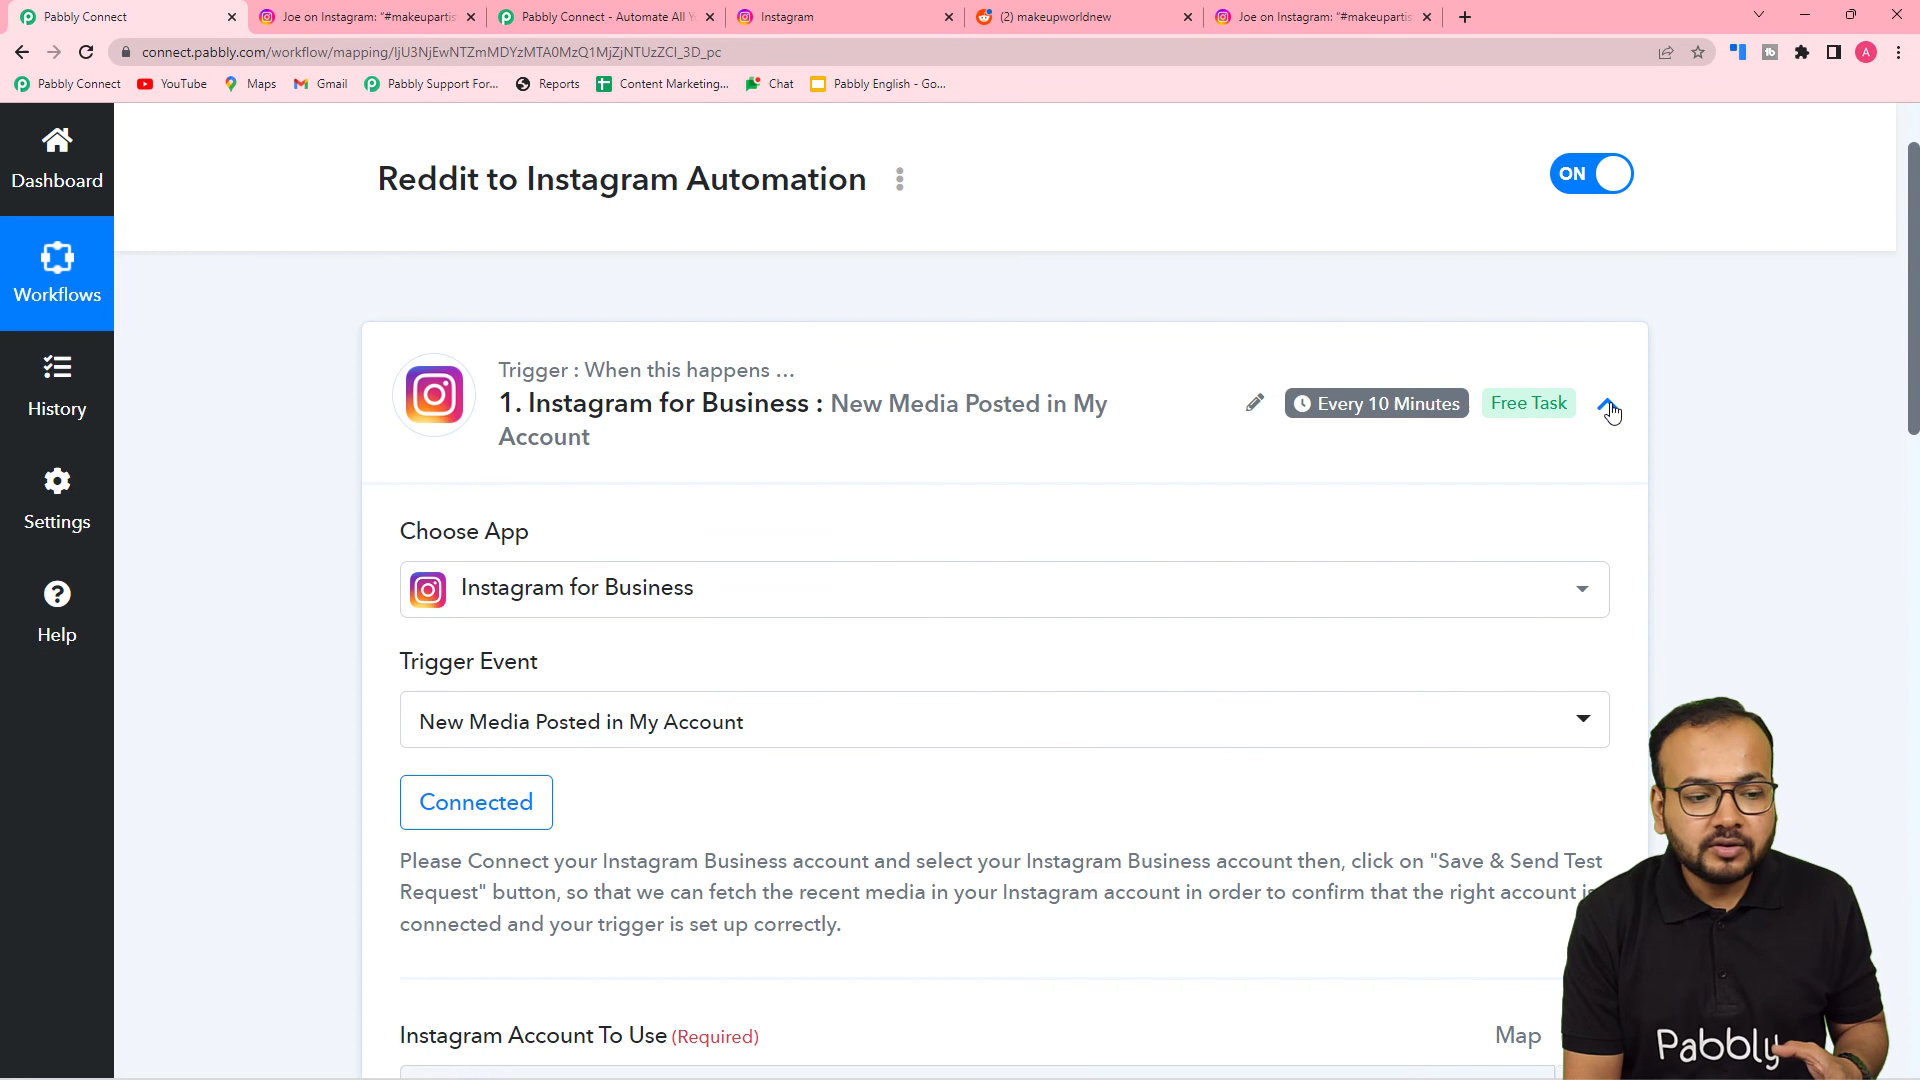 Pabbly Connect
Joe on Instagram: "#makeupartis
Pabbly Connect - Automate All Y
Instagram
(2) makeupworldnew
Joe on Instagram: "#makeupartis
connect.pabbly.com/workflow/mapping/IjU3NjEwNTZmMDYzMTA0MzQ1MjZjNTUzZCI_3D_pc
A
Pabbly Connect
YouTube
Maps
Gmail
Pabbly Support For...
Reports
Content Marketing...
Chat
Pabbly English - Go...
Dashboard
Workflows
History
Settings
Help
Reddit to Instagram Automation
ON
Trigger : When this happens ...
1. Instagram for Business : New Media Posted in My
Account
Every 10 Minutes
Free Task
Choose App
Instagram for Business
Trigger Event
New Media Posted in My Account
Connected
Please Connect your Instagram Business account and select your Instagram Business account then, click on "Save & Send Test
Request" button, so that we can fetch the recent media in your Instagram account in order to confirm that the right account is
connected and your trigger is set up correctly.
Instagram Account To Use (Required)
Map
Pabbly